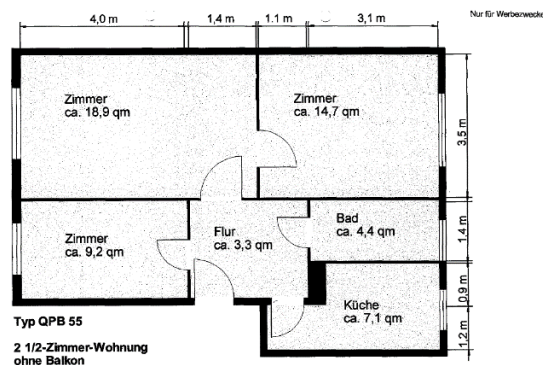 4,0 m
1,4 m
1.1 m
3,1 m
Nur für Werbezwecke
Zimmer
ca. 18,9 qm
Zimmer
ca. 14,7 qm
3,5 m
Zimmer
ca. 9,2 qm
Flur
ca. 3,3 qm
Bad
ca. 4,4 qm
1,4 m
Küche
ca. 7,1 qm
0,9 m
1,2 m
Typ QPB 55
2 1/2-Zimmer-Wohnung
ohne Balkon